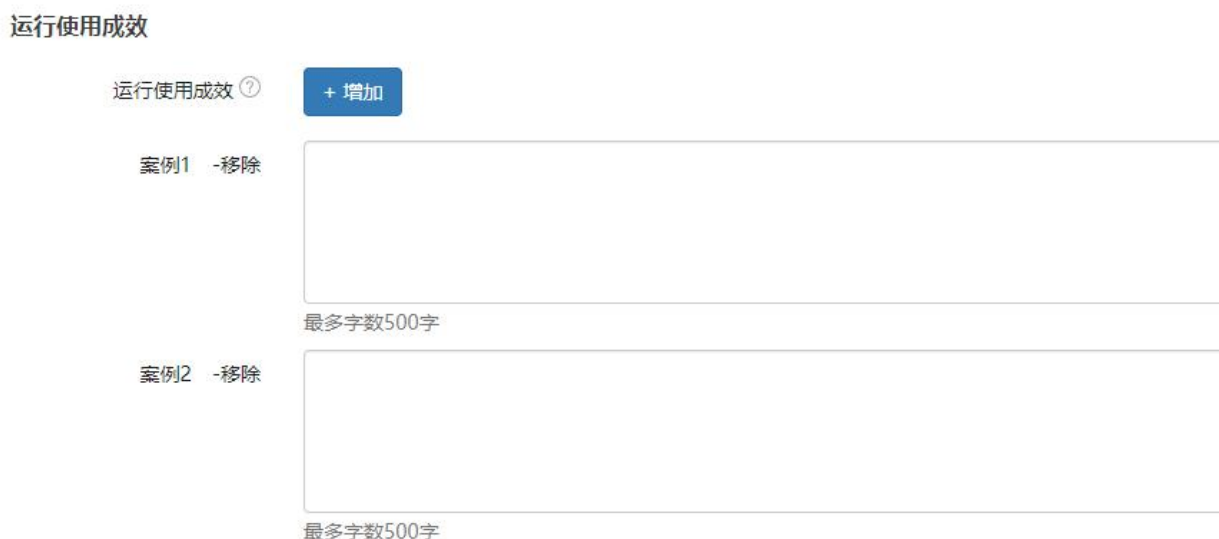 运行使用成效
运行使用成效 ? + 增加
案例1 -移除
最多字数500字
案例2 -移除
最多字数500字